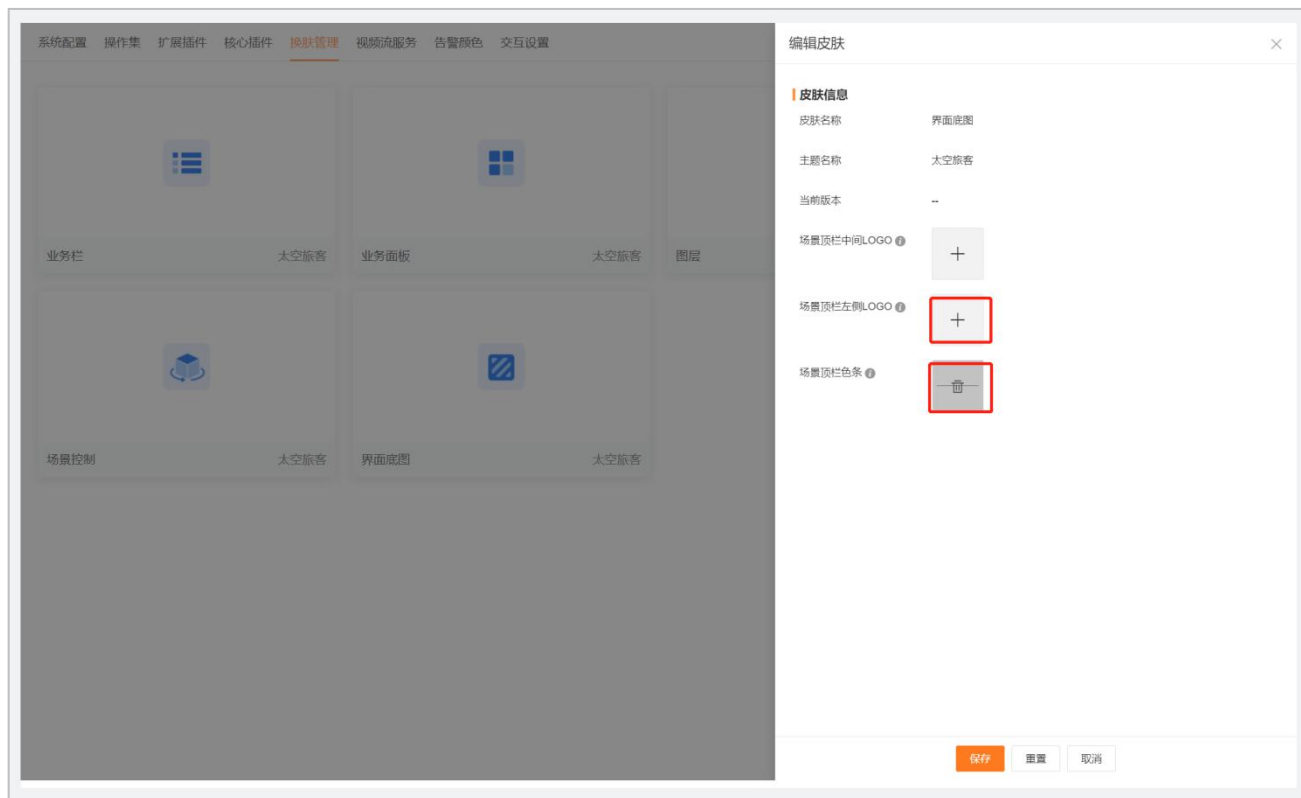 系统配置 操作集 扩展插件 核心插件 换肤管理 视频流服务 告警颜色 交互设置
业务栏 太空旅客
业务面板 太空旅客
图层
场景控制 太空旅客
界面底图 太空旅客
编辑皮肤
皮肤信息
皮肤名称 界面底图
主题名称 太空旅客
当前版本 --
场景顶栏中间LOGO
场景顶栏左侧LOGO
场景顶栏色条
保存 重置 取消